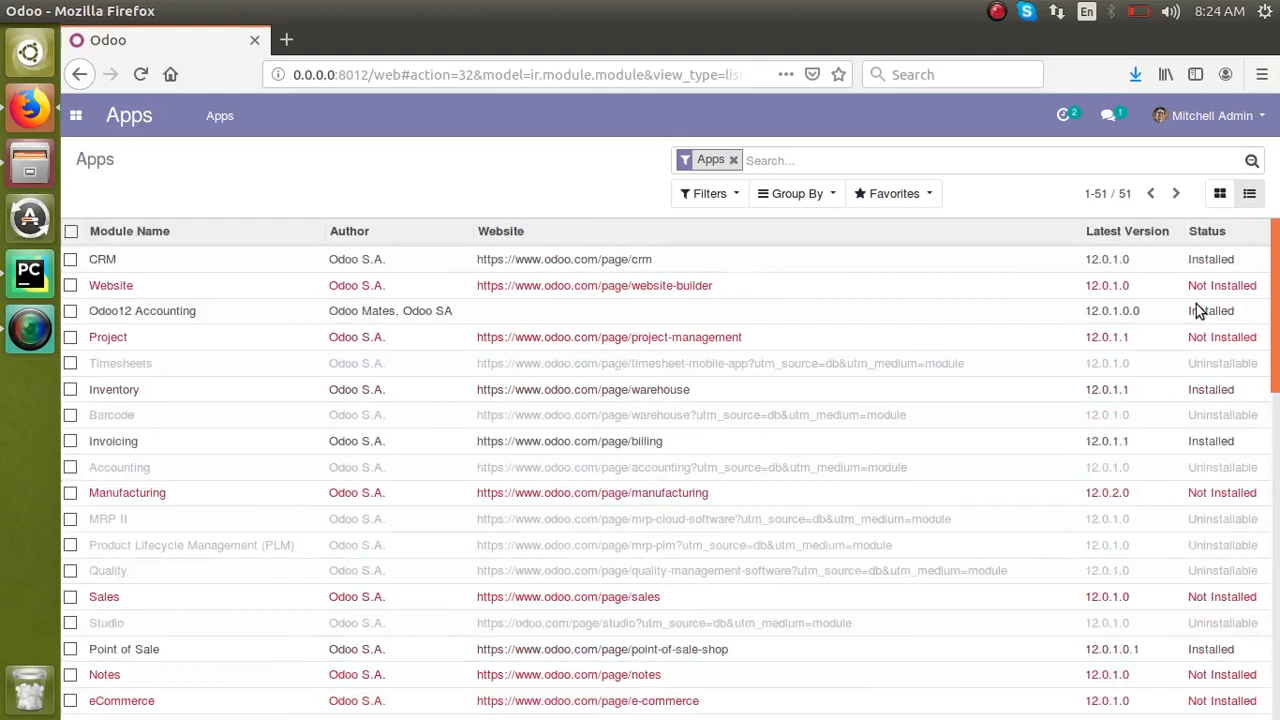 Odoo - Mozilla Firefox
En
8:24 AM
Odoo
0.0.0.0:8012/web#action=32&model=ir.module.module&view_type=lis
Search
Apps
Apps
2
1
Mitchell Admin
Apps
Apps
Search...
Filters
Group By
Favorites
1-51 / 51
Module Name Author Website Latest Version Status
CRM Odoo S.A. https://www.odoo.com/page/crm 12.0.1.0 Installed
Website Odoo S.A. https://www.odoo.com/page/website-builder 12.0.1.0 Not Installed
Odoo12 Accounting Odoo Mates, Odoo SA 12.0.1.0.0 Installed
Project Odoo S.A. https://www.odoo.com/page/project-management 12.0.1.1 Not Installed
Timesheets Odoo S.A. https://www.odoo.com/page/timesheet-mobile-app?utm_source=db&utm_medium=module 12.0.1.0 Uninstallable
Inventory Odoo S.A. https://www.odoo.com/page/warehouse 12.0.1.1 Installed
Barcode Odoo S.A. https://www.odoo.com/page/warehouse?utm_source=db&utm_medium=module 12.0.1.0 Uninstallable
Invoicing Odoo S.A. https://www.odoo.com/page/billing 12.0.1.1 Installed
Accounting Odoo S.A. https://www.odoo.com/page/accounting?utm_source=db&utm_medium=module 12.0.1.0 Uninstallable
Manufacturing Odoo S.A. https://www.odoo.com/page/manufacturing 12.0.2.0 Not Installed
MRP II Odoo S.A. https://www.odoo.com/page/mrp-cloud-software?utm_source=db&utm_medium=module 12.0.1.0 Uninstallable
Product Lifecycle Management (PLM) Odoo S.A. https://www.odoo.com/page/mrp-plm?utm_source=db&utm_medium=module 12.0.1.0 Uninstallable
Quality Odoo S.A. https://www.odoo.com/page/quality-management-software?utm_source=db&utm_medium=module 12.0.1.0 Uninstallable
Sales Odoo S.A. https://www.odoo.com/page/sales 12.0.1.0 Not Installed
Studio Odoo S.A. https://odoo.com/page/studio?utm_source=db&utm_medium=module 12.0.1.0 Uninstallable
Point of Sale Odoo S.A. https://www.odoo.com/page/point-of-sale-shop 12.0.1.0.1 Installed
Notes Odoo S.A. https://www.odoo.com/page/notes 12.0.1.0 Not Installed
eCommerce Odoo S.A. https://www.odoo.com/page/e-commerce 12.0.1.0 Not Installed
PC